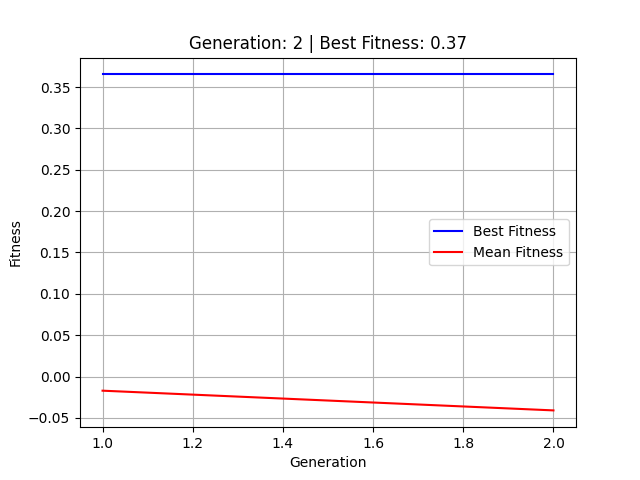 Generation: 2 | Best Fitness: 0.37
Fitness
0.35
0.30
0.25
0.20
0.15
0.10
0.05
0.00
−0.05
Best Fitness
Mean Fitness
1.0 1.2 1.4 1.6 1.8 2.0
Generation